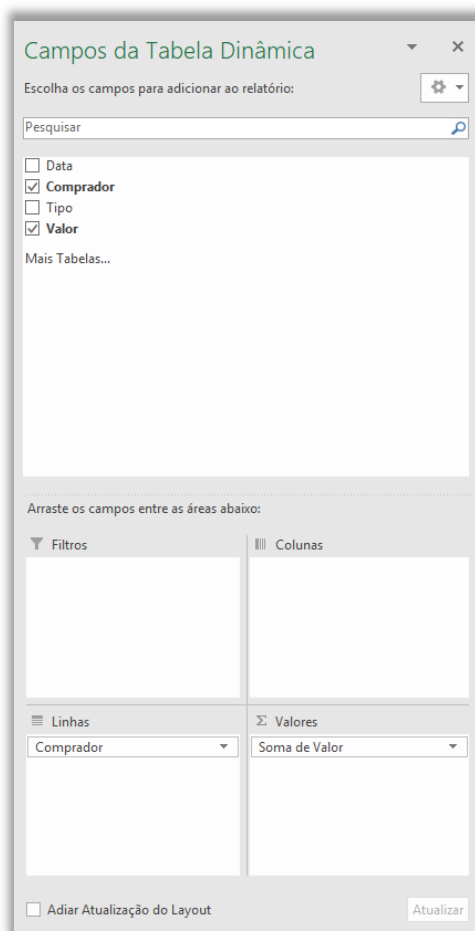 Campos da Tabela Dinâmica
Escolha os campos para adicionar ao relatório:
Pesquisar
Data
Comprador
Tipo
Valor
Mais Tabelas...
Arraste os campos entre as áreas abaixo:
Filtros
Colunas
Linhas
Σ Valores
Comprador
Soma de Valor
Adiar Atualização do Layout
Atualizar